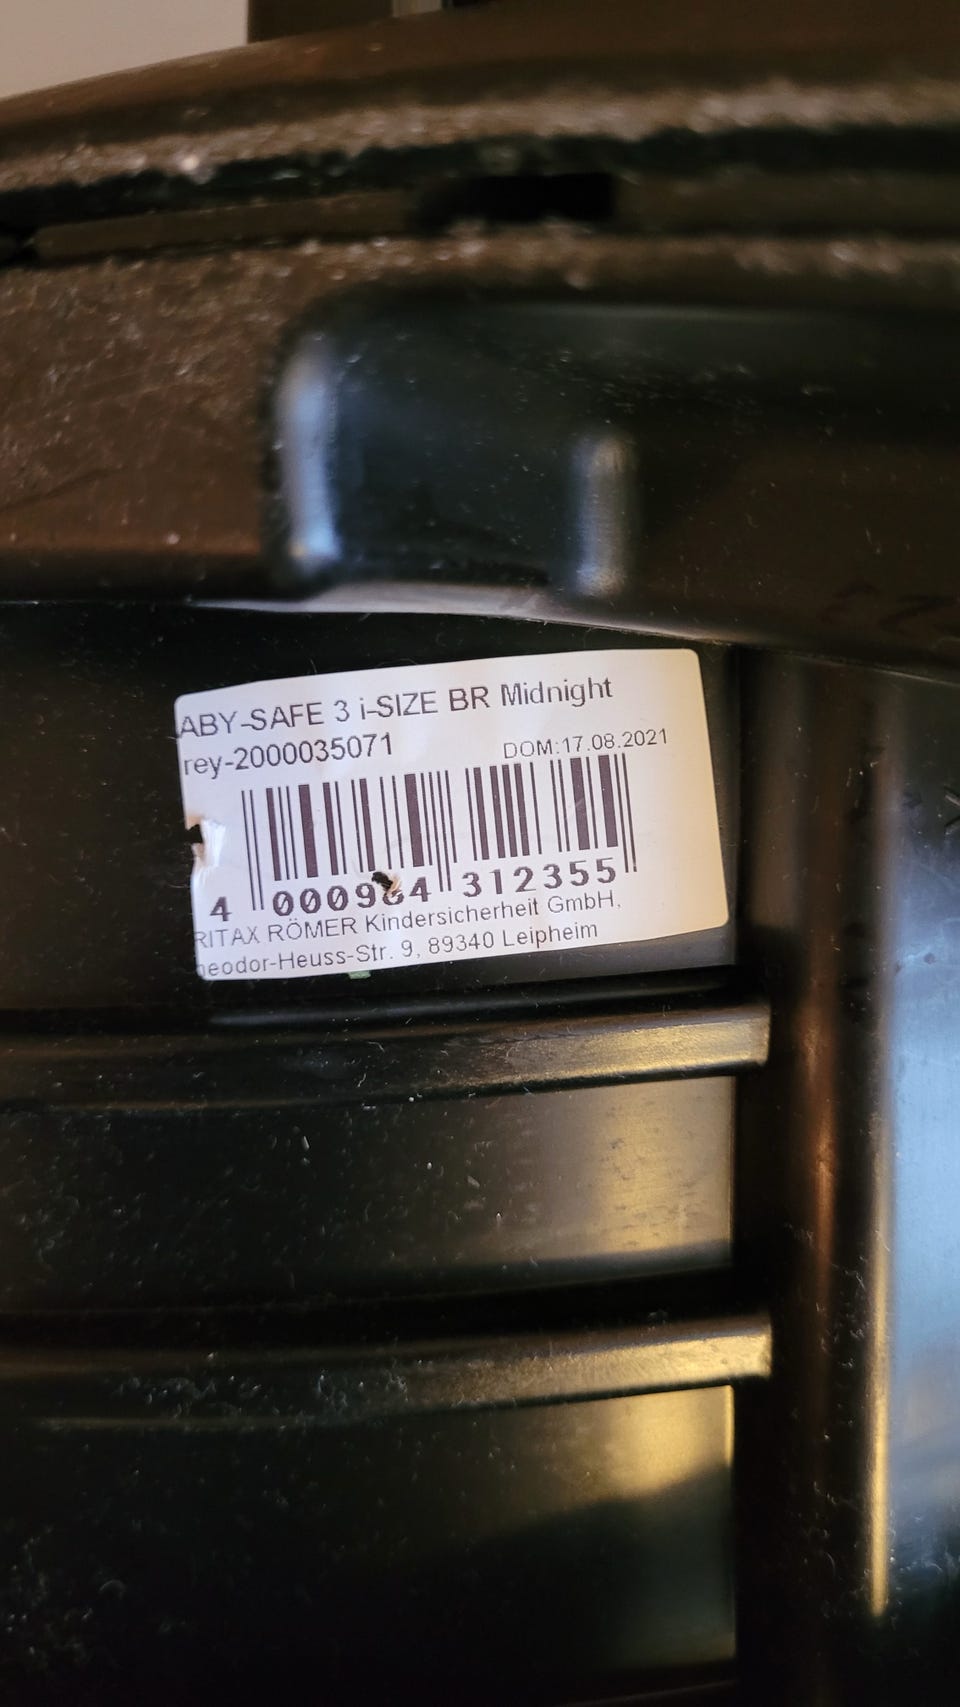 ABY-SAFE 3 i-SIZE BR Midnight
rey-2000035071
DOM:17.08.2021
4 000984 312355
RITAX RÖMER Kindersicherheit GmbH,
heodor-Heuss-Str. 9, 89340 Leipheim